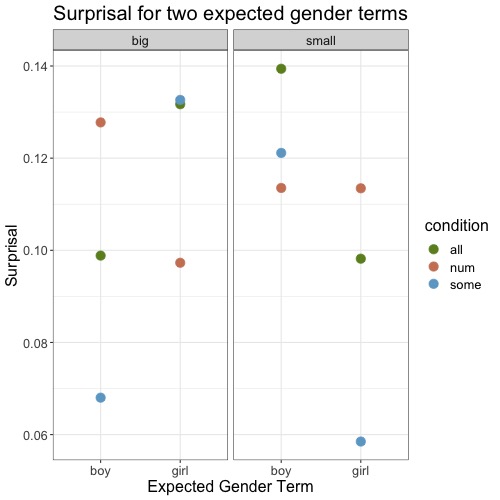 Surprisal for two expected gender terms
big small
0.14
0.12
0.10
0.08
0.06
Surprisal
boy girl boy girl
Expected Gender Term
condition
all
num
some